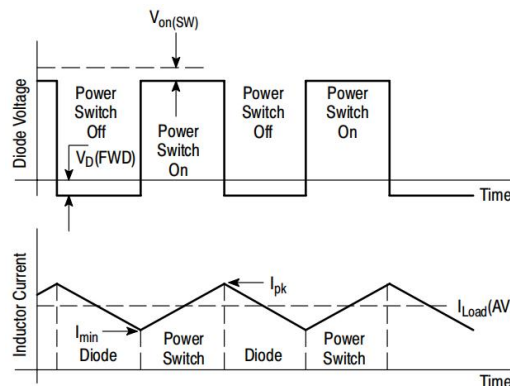 Von(SW)
Diode Voltage
Power
Switch
Off
Power
Switch
On
Power
Switch
Off
Power
Switch
On
VD(FWD)
Time
Inductor Current
Ipk
Imin
ILoad(AV
Diode
Power
Switch
Diode
Power
Switch
Time